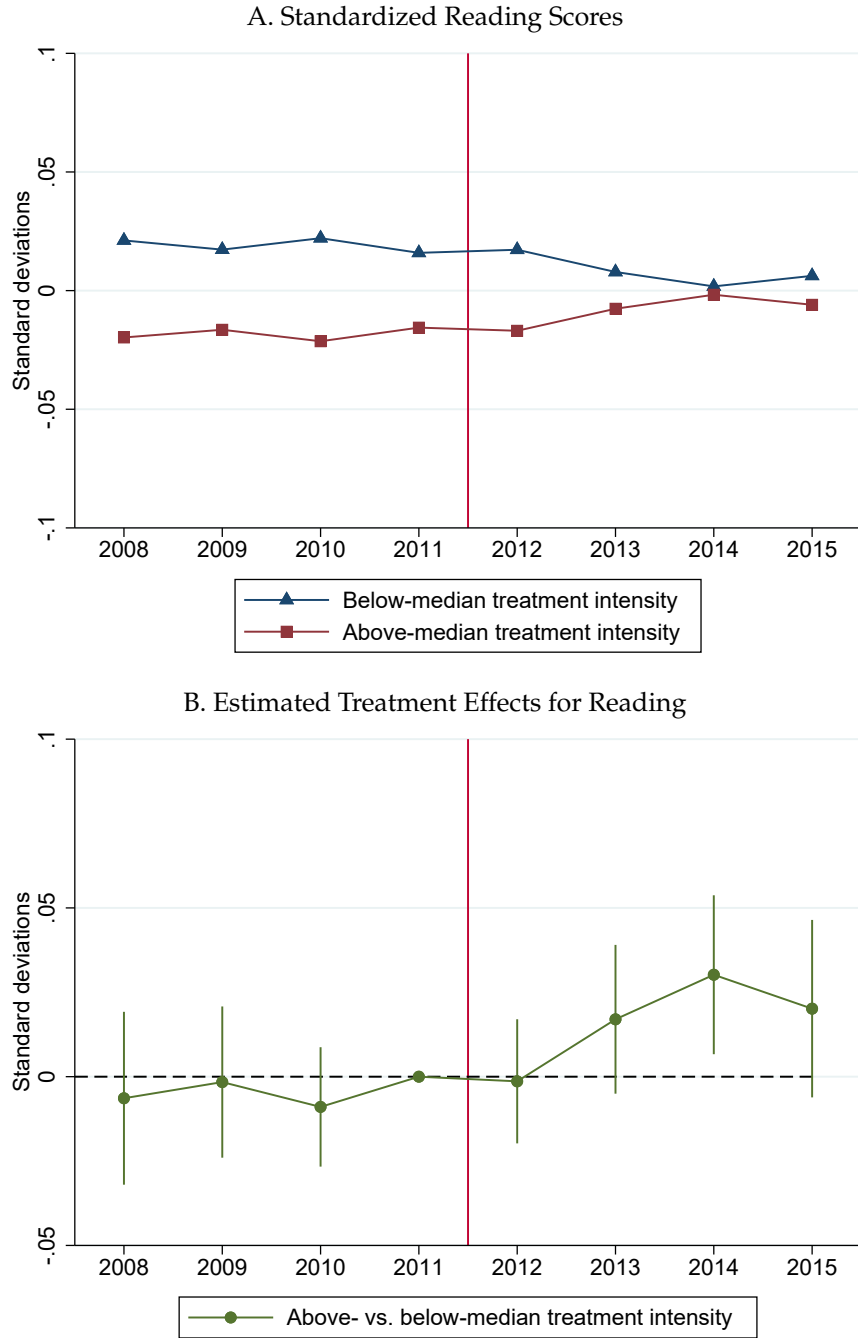 A. Standardized Reading Scores
.1
.05
0
-.05
-.1
Standard deviations
2008 2009 2010 2011 2012 2013 2014 2015
Below-median treatment intensity
Above-median treatment intensity
B. Estimated Treatment Effects for Reading
.1
.05
0
-.05
Standard deviations
2008 2009 2010 2011 2012 2013 2014 2015
Above- vs. below-median treatment intensity